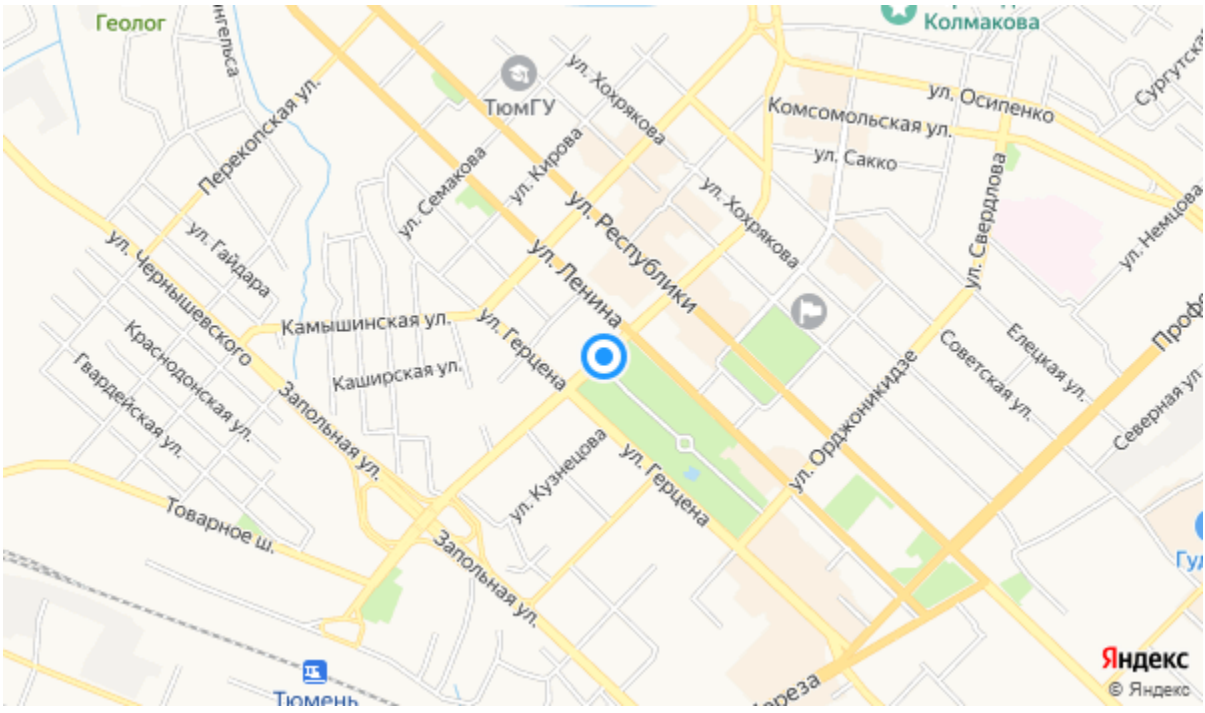 Геолог
Колмакова
Сургутская
ТюмГУ
ул. Хохрякова
ул. Осипенко
Комсомольская ул.
Перекопская ул.
ул. Сакко
ул. Кирова
ул. Семакова
ул. Хохрякова
ул. Свердлова
ул. Немцова
ул. Гайдара
ул. Республики
ул. Чернышевского
ул. Ленина
Камышинская ул.
ул. Герцена
Краснодонская ул.
Каширская ул.
Гвардейская ул.
Елецкая ул.
Советская ул.
Профе
Северная ул.
ул. Орджоникидзе
Запольная ул.
ул. Кузнецова
ул. Герцена
Товарное ш.
Запольная ул.
Гу
Тюмень
Яндекс
© Яндекс